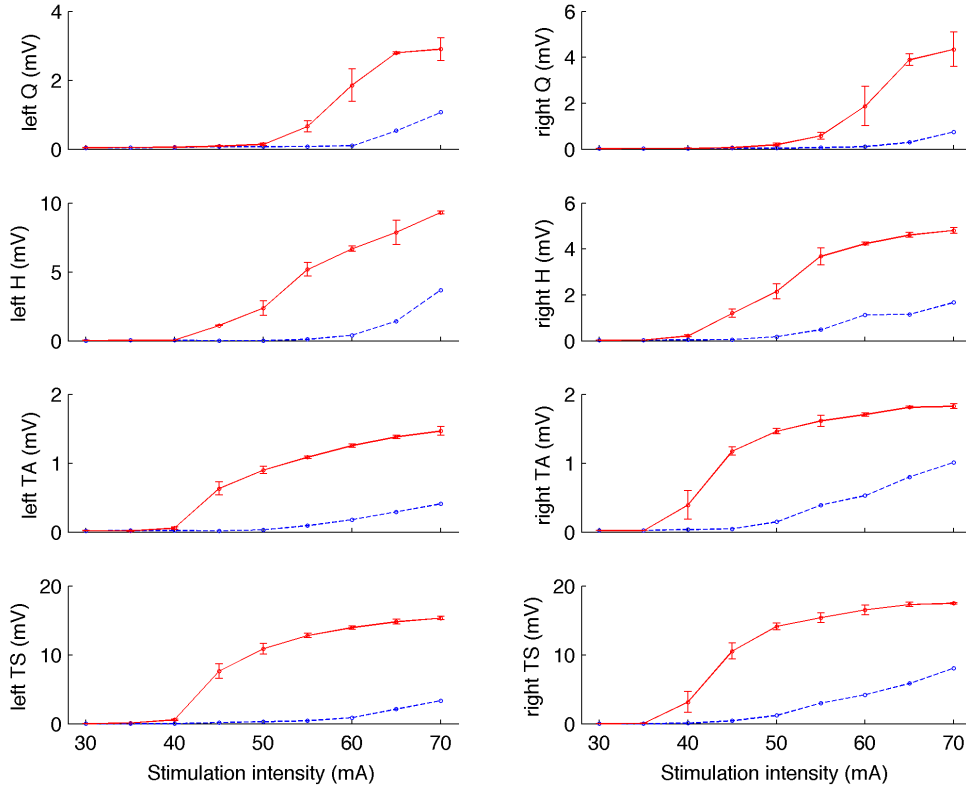 6
4
left Q (mV)
2
0
6
right Q (mV)
4
2
0
10
left H (mV)
5
0
6
right H (mV)
4
2
0
2
left TA (mV)
1
0
2
right TA (mV)
1
0
20
left TS (mV)
10
0
30 40 50 60 70
Stimulation intensity (mA)
20
right TS (mV)
10
0
30 40 50 60 70
Stimulation intensity (mA)